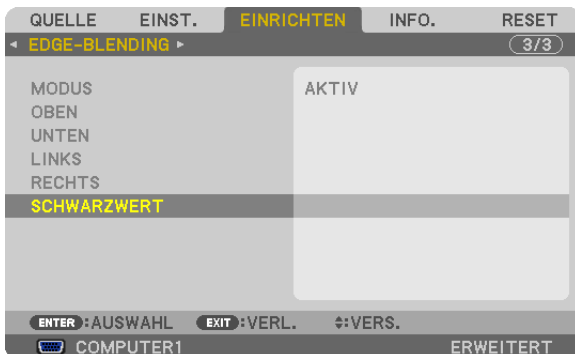 QUELLE EINST. EINRICHTEN INFO. RESET
◂ EDGE-BLENDING ▸ 3/3
MODUS AKTIV
OBEN
UNTEN
LINKS
RECHTS
SCHWARZWERT
ENTER :AUSWAHL EXIT :VERL. ♦:VERS.
COMPUTER1 ERWEITERT